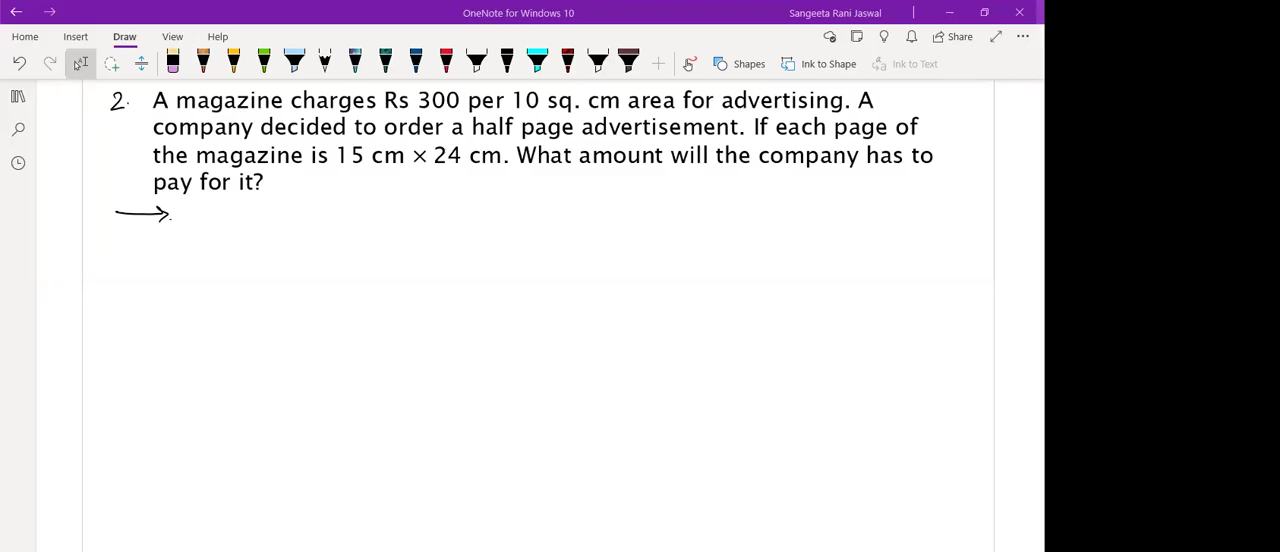 OneNote for Windows 10
Sangeeta Rani Jaswal
Home Insert Draw View Help
Share
Shapes Ink to Shape Ink to Text
2. A magazine charges Rs 300 per 10 sq. cm area for advertising. A
company decided to order a half page advertisement. If each page of
the magazine is 15 cm × 24 cm. What amount will the company has to
pay for it?